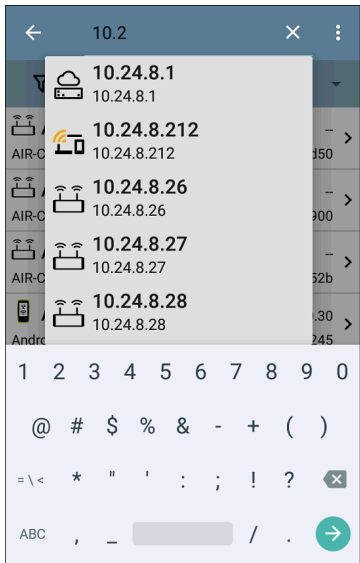 10.2
10.24.8.1
10.24.8.1
10.24.8.212
10.24.8.212
10.24.8.26
10.24.8.26
10.24.8.27
10.24.8.27
10.24.8.28
10.24.8.28
--
AIR-C
d50
--
AIR-C
900
--
AIR-C
52b
.30
Andro
245
1 2 3 4 5 6 7 8 9 0
@ # $ % & - + ( )
= \ < * " ' : ; ! ?
ABC , _ / .